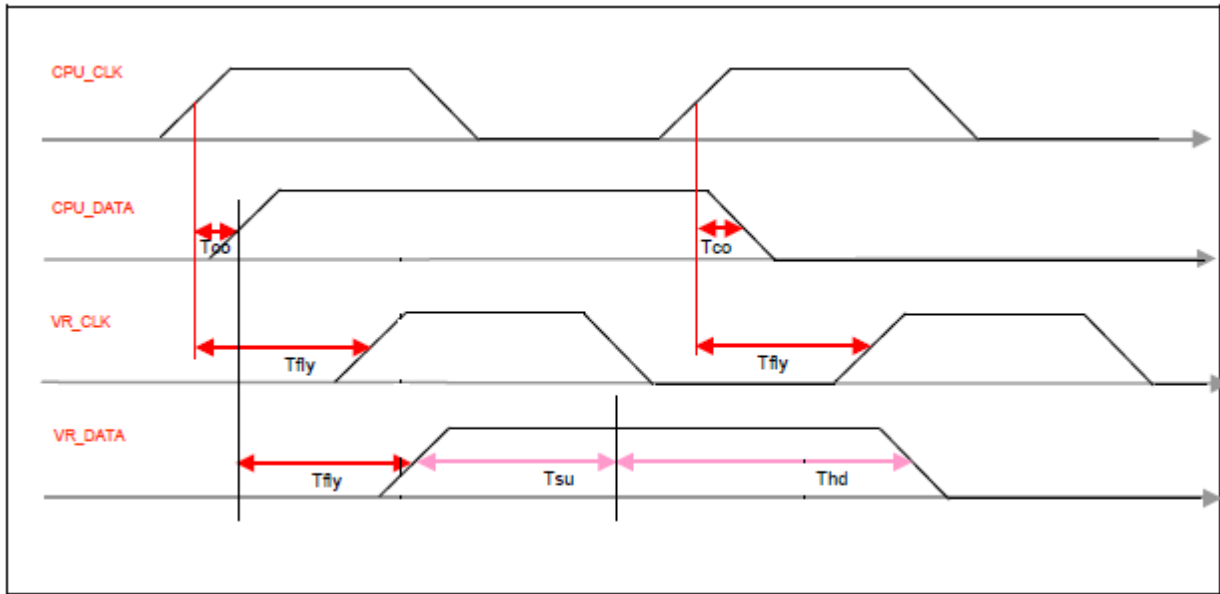 CPU_CLK
CPU_DATA
Tco
Tco
VR_CLK
Tfly
Tfly
VR_DATA
Tfly
Tsu
Thd